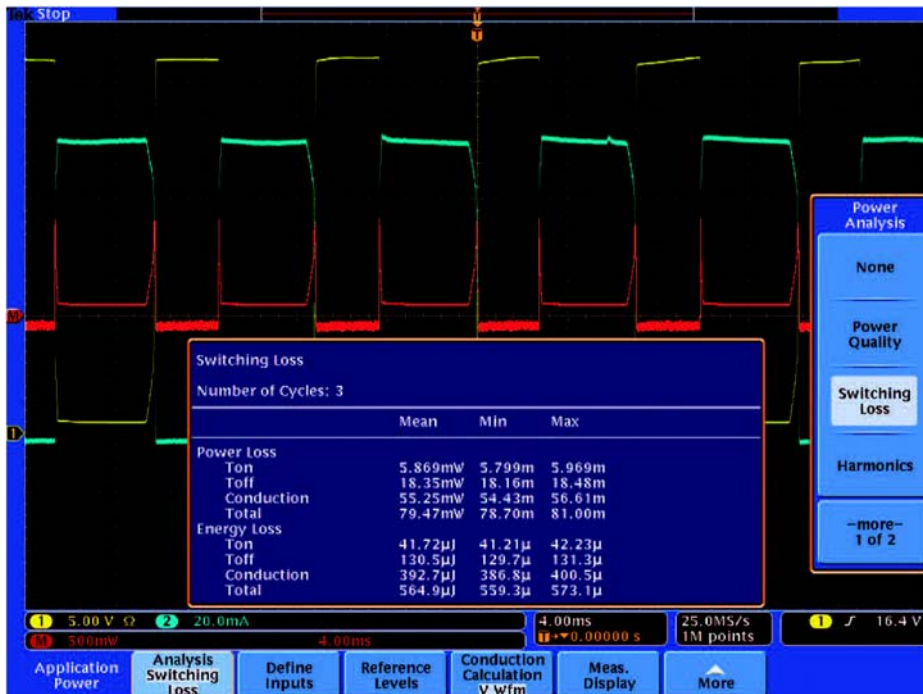 Tek Stop
T
T
Power
Analysis
None
Power
Quality
Switching
Loss
Harmonics
-more-
1 of 2
M
1
Switching Loss
Number of Cycles: 3
Mean Min Max
Power Loss
Ton 5.869mW 5.799m 5.969m
Toff 18.35mW 18.16m 18.48m
Conduction 55.25mW 54.43m 56.61m
Total 79.47mW 78.70m 81.00m
Energy Loss
Ton 41.72µJ 41.21µ 42.23µ
Toff 130.5µJ 129.7µ 131.3µ
Conduction 392.7µJ 386.8µ 400.5µ
Total 564.9µJ 559.3µ 573.1µ
1 5.00 V Ω 2 20.0mA 4.00ms 25.0MS/s 1 16.4 V
T 0.00000 s 1M points
M 500mW 4.00ms
Application
Power
Analysis
Switching
Loss
Define
Inputs
Reference
Levels
Conduction
Calculation
V Wfm
Meas.
Display
More